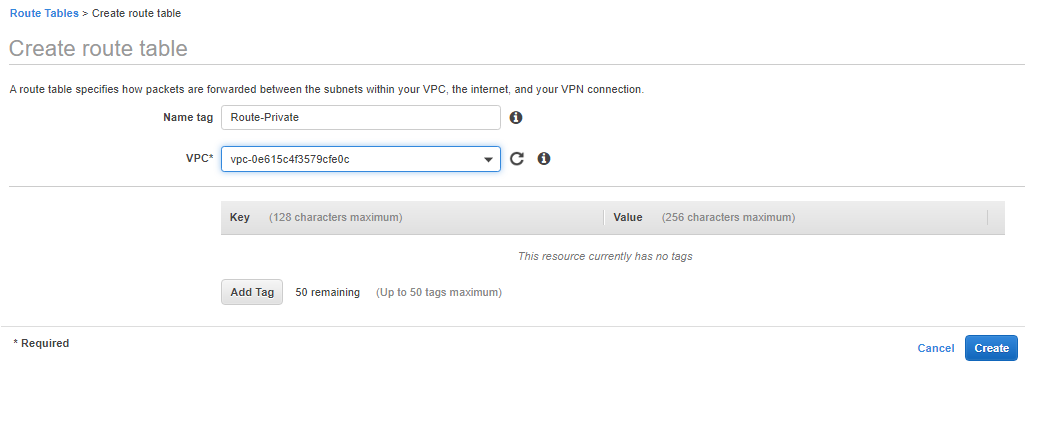 Route Tables > Create route table
Create route table
A route table specifies how packets are forwarded between the subnets within your VPC, the internet, and your VPN connection.
Name tag Route-Private
VPC* vpc-0e615c4f3579cfe0c
Key (128 characters maximum) Value (256 characters maximum)
This resource currently has no tags
Add Tag 50 remaining (Up to 50 tags maximum)
* Required
Cancel Create